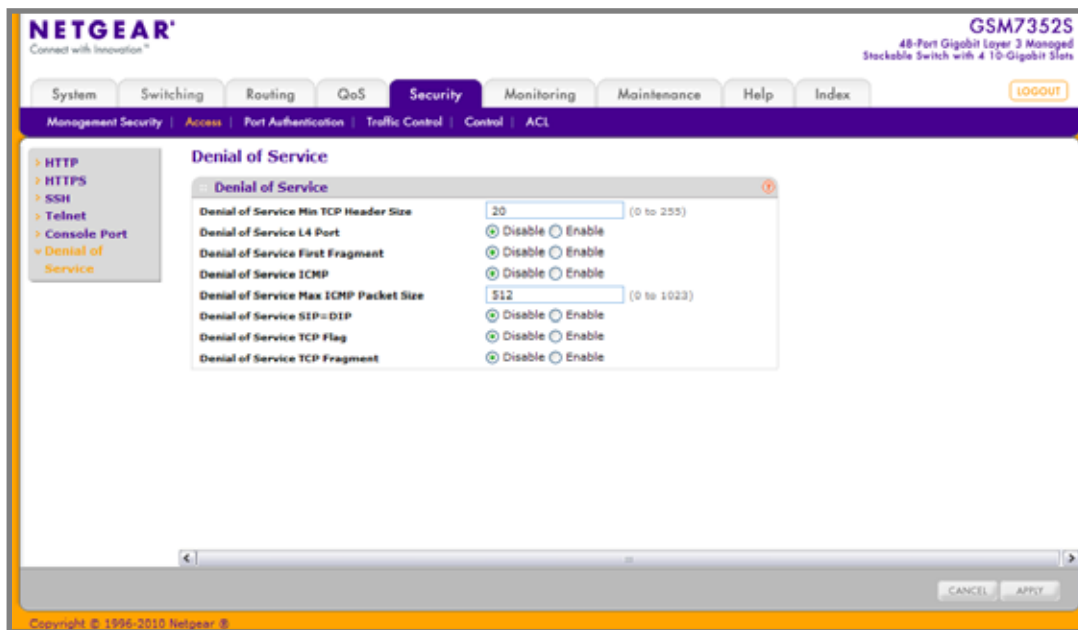 NETGEAR®
Connect with Innovation™
GSM7352S
48-Port Gigabit Layer 3 Managed
Stackable Switch with 4 10-Gigabit Slots
System Switching Routing QoS Security Monitoring Maintenance Help Index LOGOUT
Management Security | Access | Port Authentication | Traffic Control | Control | ACL
HTTP
HTTPS
SSH
Telnet
Console Port
Denial of
Service
Denial of Service
Denial of Service
Denial of Service Min TCP Header Size 20 (0 to 255)
Denial of Service L4 Port Disable Enable
Denial of Service First Fragment Disable Enable
Denial of Service ICMP Disable Enable
Denial of Service Max ICMP Packet Size 512 (0 to 1023)
Denial of Service SIP=DIP Disable Enable
Denial of Service TCP Flag Disable Enable
Denial of Service TCP Fragment Disable Enable
CANCEL APPLY
Copyright © 1996-2010 Netgear ®